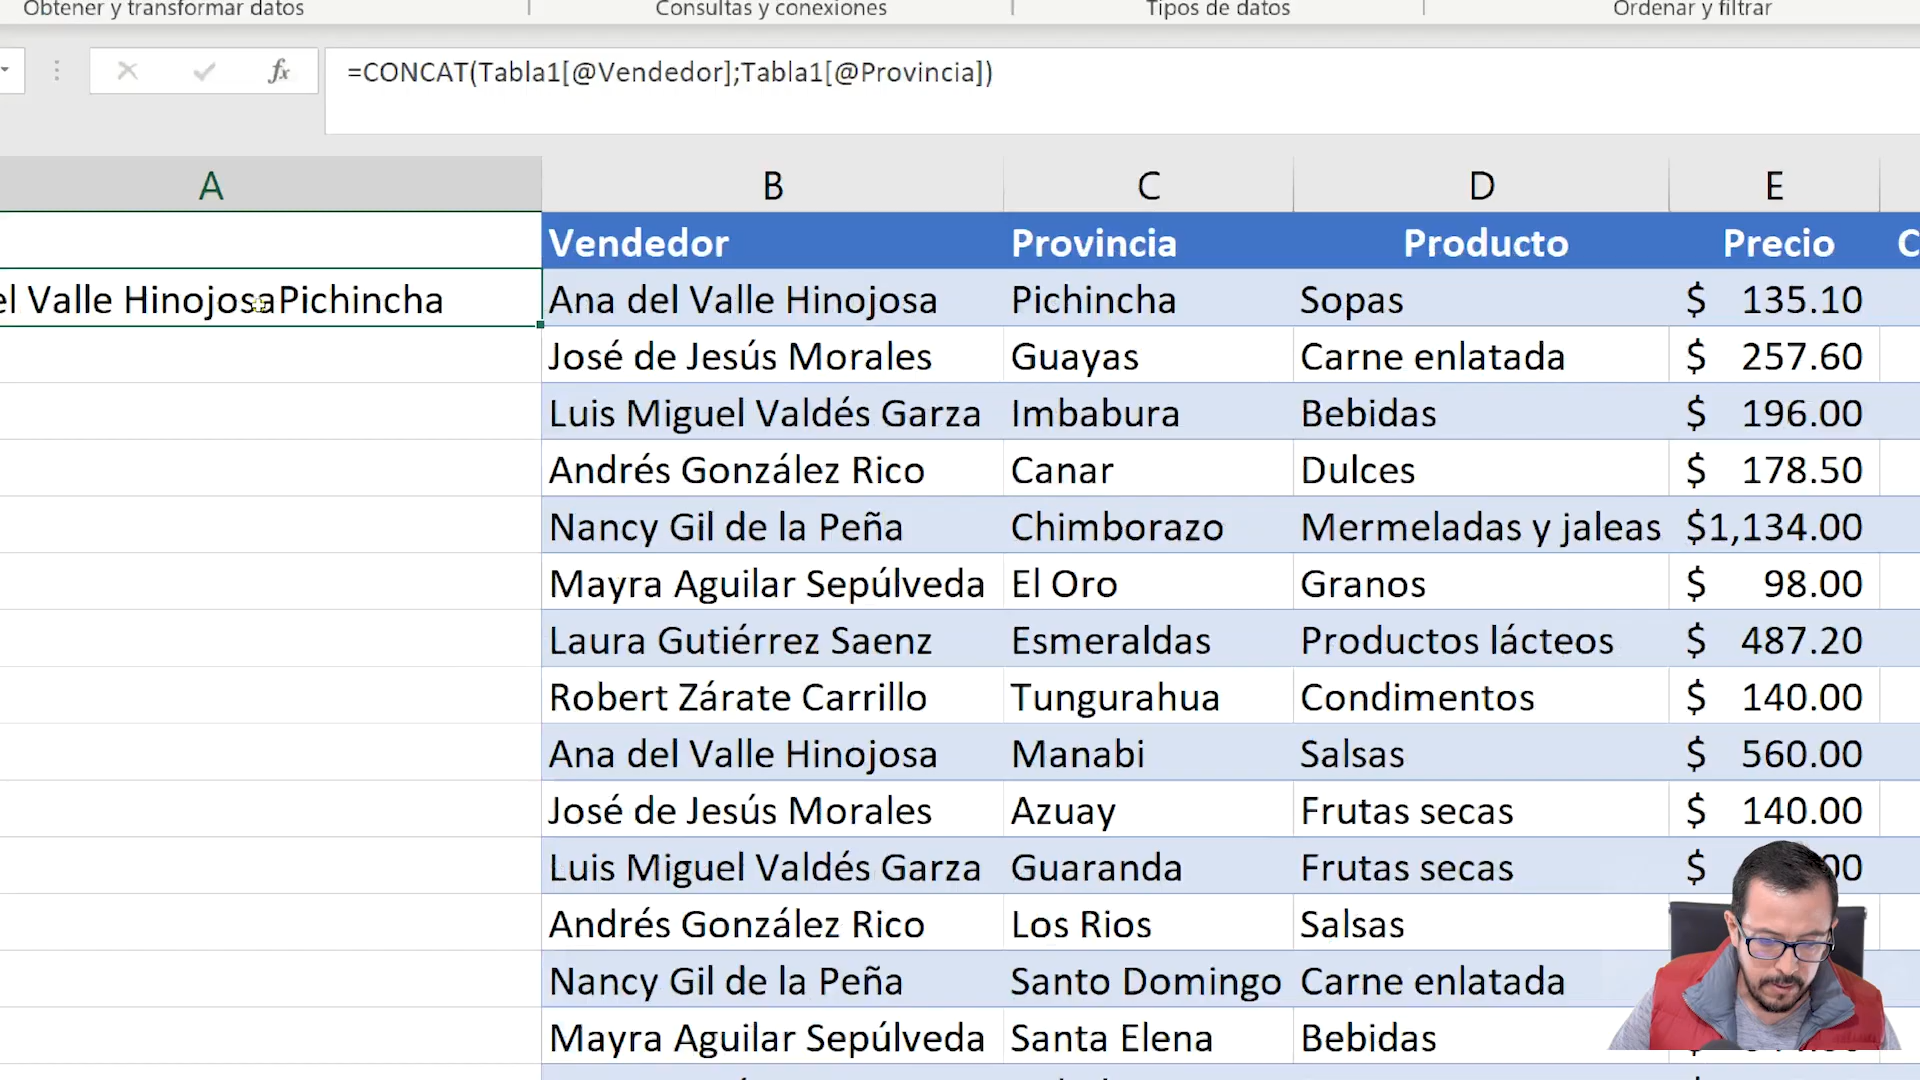 Obtener y transformar datos Consultas y conexiones Tipos de datos Ordenar y filtrar
fx =CONCAT(Tabla1[@Vendedor];Tabla1[@Provincia])
A B C D E
Vendedor Provincia Producto Precio C
el Valle HinojosaPichincha Ana del Valle Hinojosa Pichincha Sopas $ 135.10
José de Jesús Morales Guayas Carne enlatada $ 257.60
Luis Miguel Valdés Garza Imbabura Bebidas $ 196.00
Andrés González Rico Canar Dulces $ 178.50
Nancy Gil de la Peña Chimborazo Mermeladas y jaleas $1,134.00
Mayra Aguilar Sepúlveda El Oro Granos $ 98.00
Laura Gutiérrez Saenz Esmeraldas Productos lácteos $ 487.20
Robert Zárate Carrillo Tungurahua Condimentos $ 140.00
Ana del Valle Hinojosa Manabi Salsas $ 560.00
José de Jesús Morales Azuay Frutas secas $ 140.00
Luis Miguel Valdés Garza Guaranda Frutas secas $
Andrés González Rico Los Rios Salsas
Nancy Gil de la Peña Santo Domingo Carne enlatada
Mayra Aguilar Sepúlveda Santa Elena Bebidas